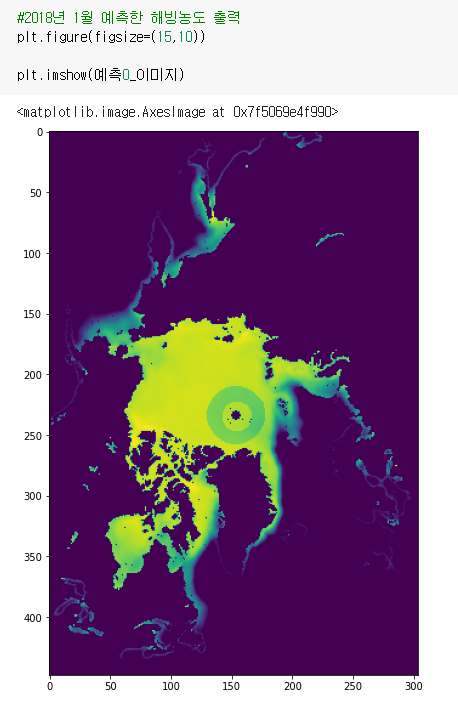 #2018년 1월 예측한 해빙농도 출력
plt.figure(figsize=(15,10))
plt.imshow(예측0_이미지)
<matplotlib.image.AxesImage at 0x7f5069e4f990>
0
50
100
150
200
250
300
350
400
0 50 100 150 200 250 300